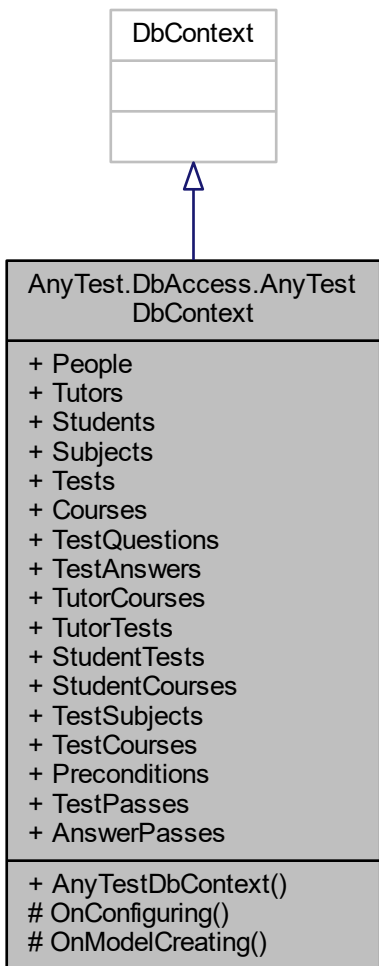 DbContext
AnyTest.DbAccess.AnyTest
DbContext
+ People
+ Tutors
+ Students
+ Subjects
+ Tests
+ Courses
+ TestQuestions
+ TestAnswers
+ TutorCourses
+ TutorTests
+ StudentTests
+ StudentCourses
+ TestSubjects
+ TestCourses
+ Preconditions
+ TestPasses
+ AnswerPasses
+ AnyTestDbContext()
# OnConfiguring()
# OnModelCreating()